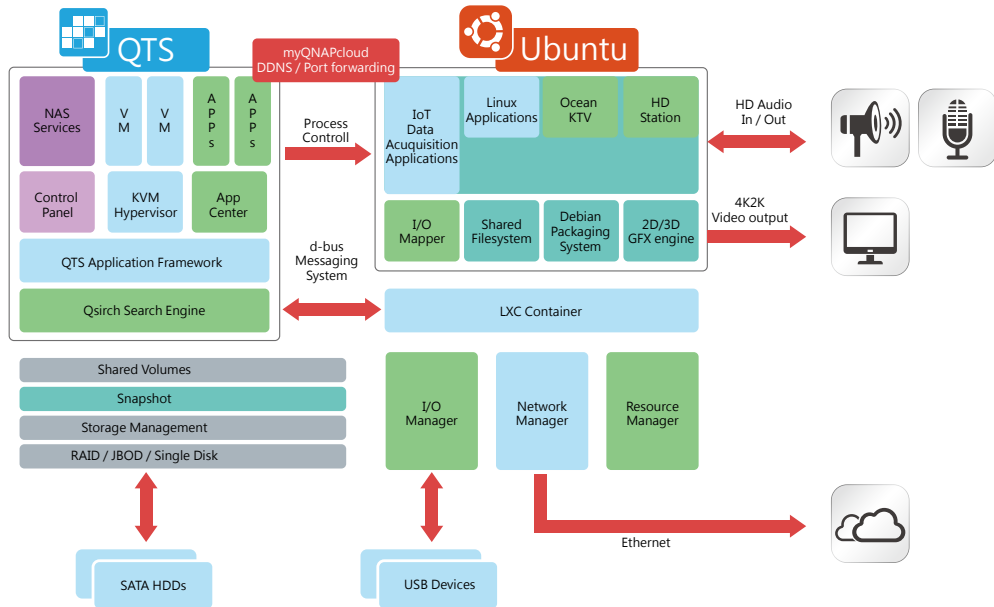 QTS
myQNAPcloud
DDNS / Port forwarding
Ubuntu
NAS
Services
V
M
V
M
A
P
P
s
A
P
P
s
Control
Panel
KVM
Hypervisor
App
Center
QTS Application Framework
Qsirch Search Engine
Process
Controll
d-bus
Messaging
System
IoT
Data
Acuquisition
Applications
Linux
Applications
Ocean
KTV
HD
Station
I/O
Mapper
Shared
Filesystem
Debian
Packaging
System
2D/3D
GFX engine
HD Audio
In / Out
4K2K
Video output
LXC Container
Shared Volumes
Snapshot
Storage Management
RAID / JBOD / Single Disk
I/O
Manager
Network
Manager
Resource
Manager
Ethernet
SATA HDDs
USB Devices